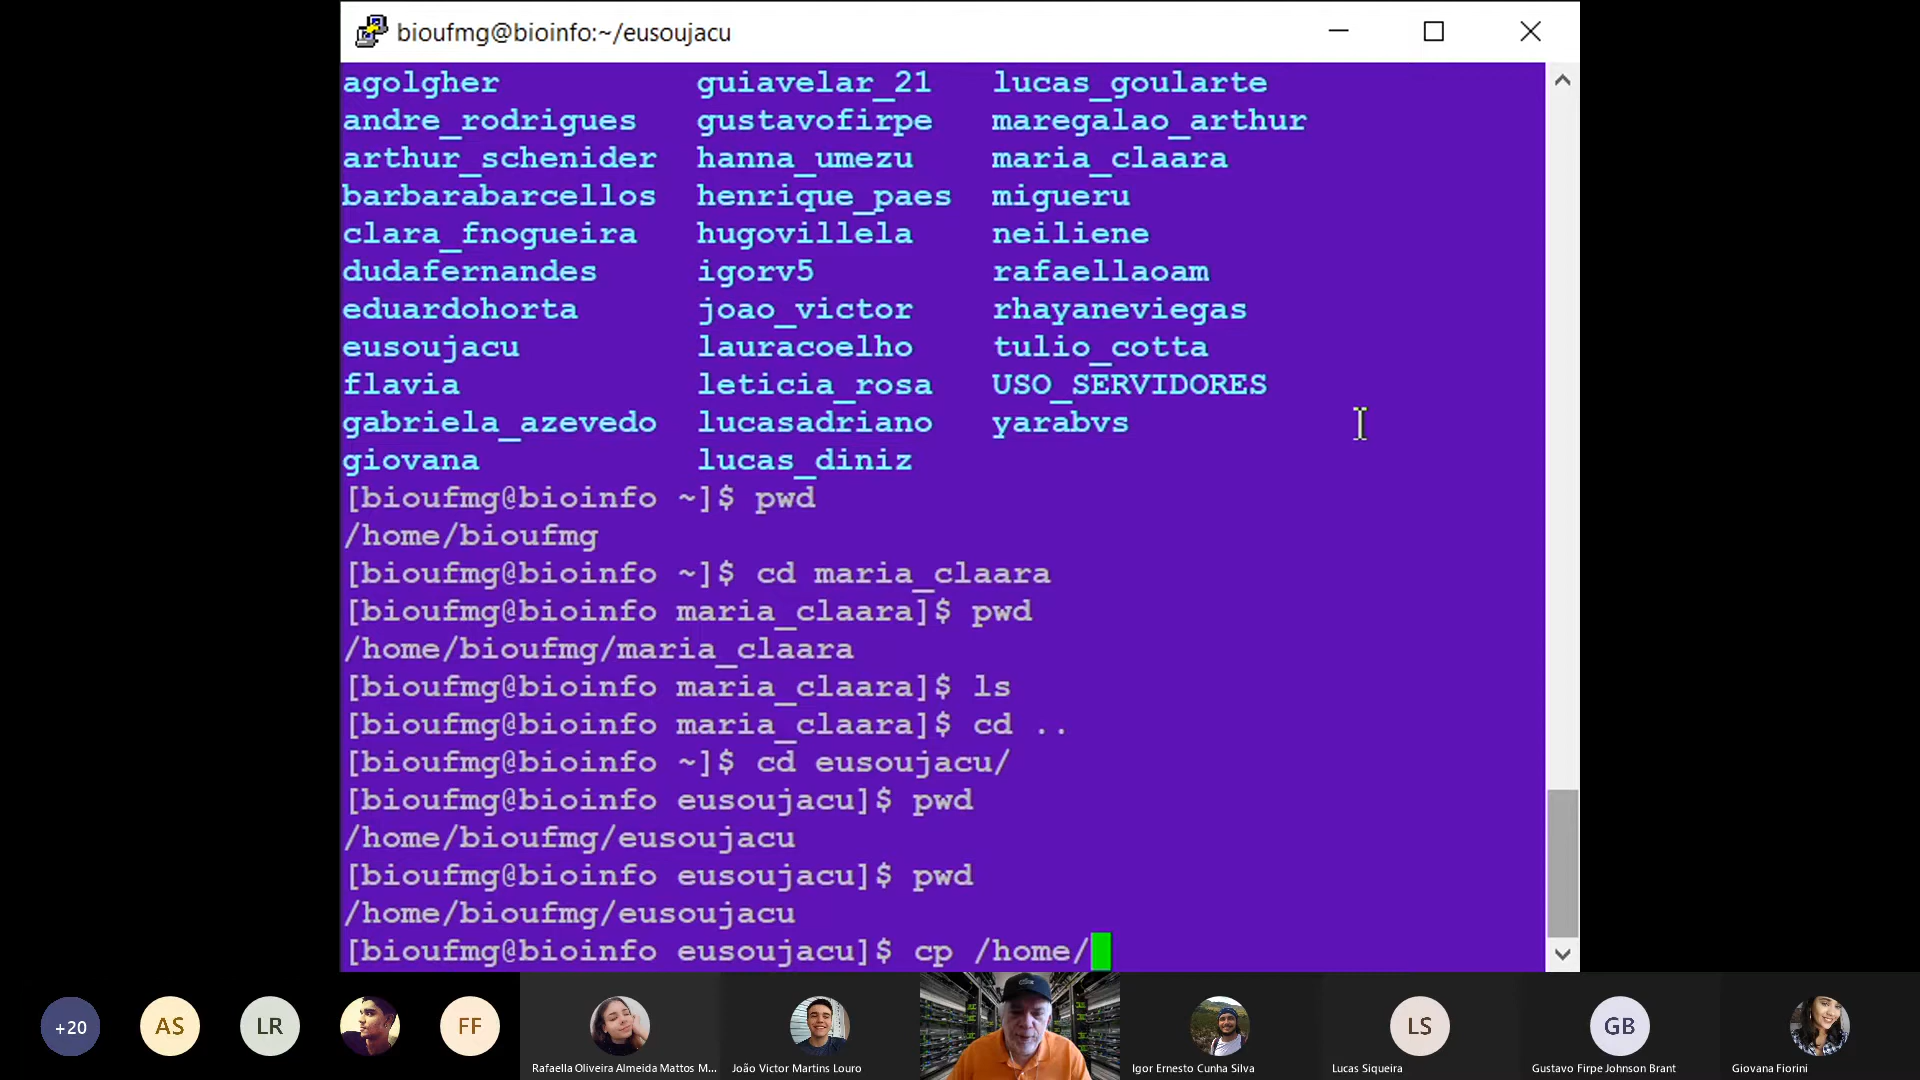 bioufmg@bioinfo:~/eusoujacu
agolgher guiavelar_21 lucas_goularte
andre_rodrigues gustavofirpe maregalao_arthur
arthur_schenider hanna_umezu maria_claara
barbarabarcellos henrique_paes migueru
clara_fnogueira hugovillela neiliene
dudafernandes igorv5 rafaellaoam
eduardohorta joao_victor rhayaneviegas
eusoujacu lauracoelho tulio_cotta
flavia leticia_rosa USO_SERVIDORES
gabriela_azevedo lucasadriano yarabvs
giovana lucas_diniz
[bioufmg@bioinfo ~]$ pwd
/home/bioufmg
[bioufmg@bioinfo ~]$ cd maria_claara
[bioufmg@bioinfo maria_claara]$ pwd
/home/bioufmg/maria_claara
[bioufmg@bioinfo maria_claara]$ ls
[bioufmg@bioinfo maria_claara]$ cd ..
[bioufmg@bioinfo ~]$ cd eusoujacu/
[bioufmg@bioinfo eusoujacu]$ pwd
/home/bioufmg/eusoujacu
[bioufmg@bioinfo eusoujacu]$ pwd
/home/bioufmg/eusoujacu
[bioufmg@bioinfo eusoujacu]$ cp /home/
+20 AS LR FF LS GB
Rafaella Oliveira Almeida Mattos M... João Victor Martins Louro Igor Ernesto Cunha Silva Lucas Siqueira Gustavo Firpe Johnson Brant Giovana Fiorini